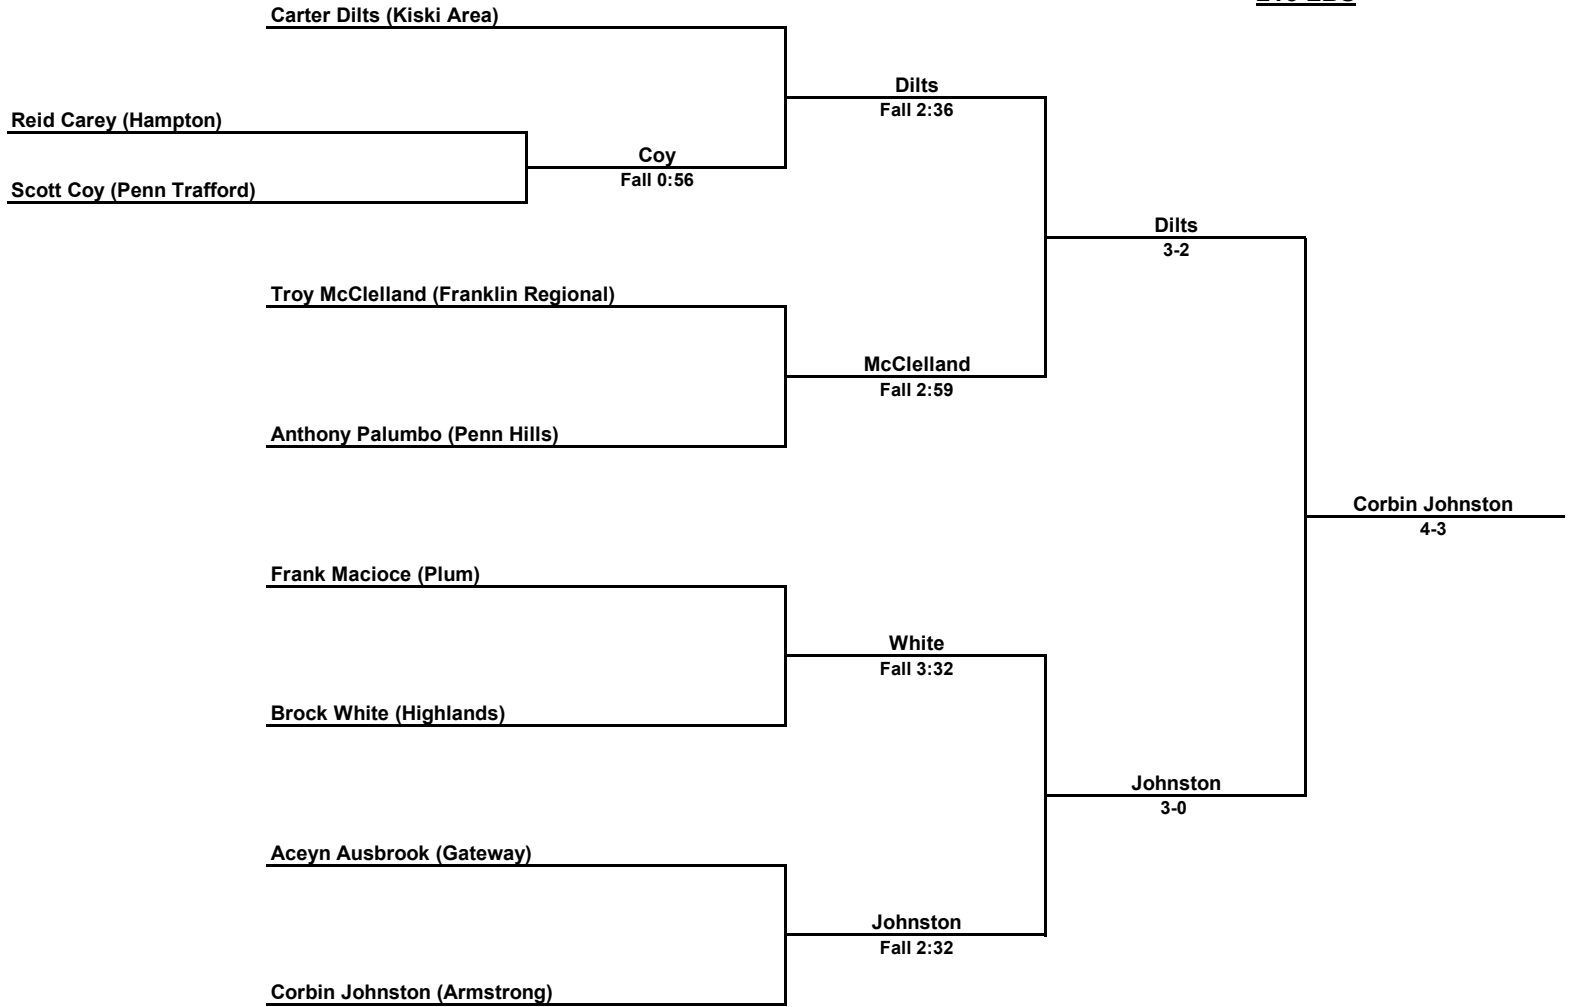 Carter Dilts (Kiski Area)
Dilts
Fall 2:36
Reid Carey (Hampton)
Coy
Fall 0:56
Scott Coy (Penn Trafford)
Dilts
3-2
Troy McClelland (Franklin Regional)
McClelland
Fall 2:59
Anthony Palumbo (Penn Hills)
Corbin Johnston
4-3
Frank Macioce (Plum)
White
Fall 3:32
Brock White (Highlands)
Johnston
3-0
Aceyn Ausbrook (Gateway)
Johnston
Fall 2:32
Corbin Johnston (Armstrong)